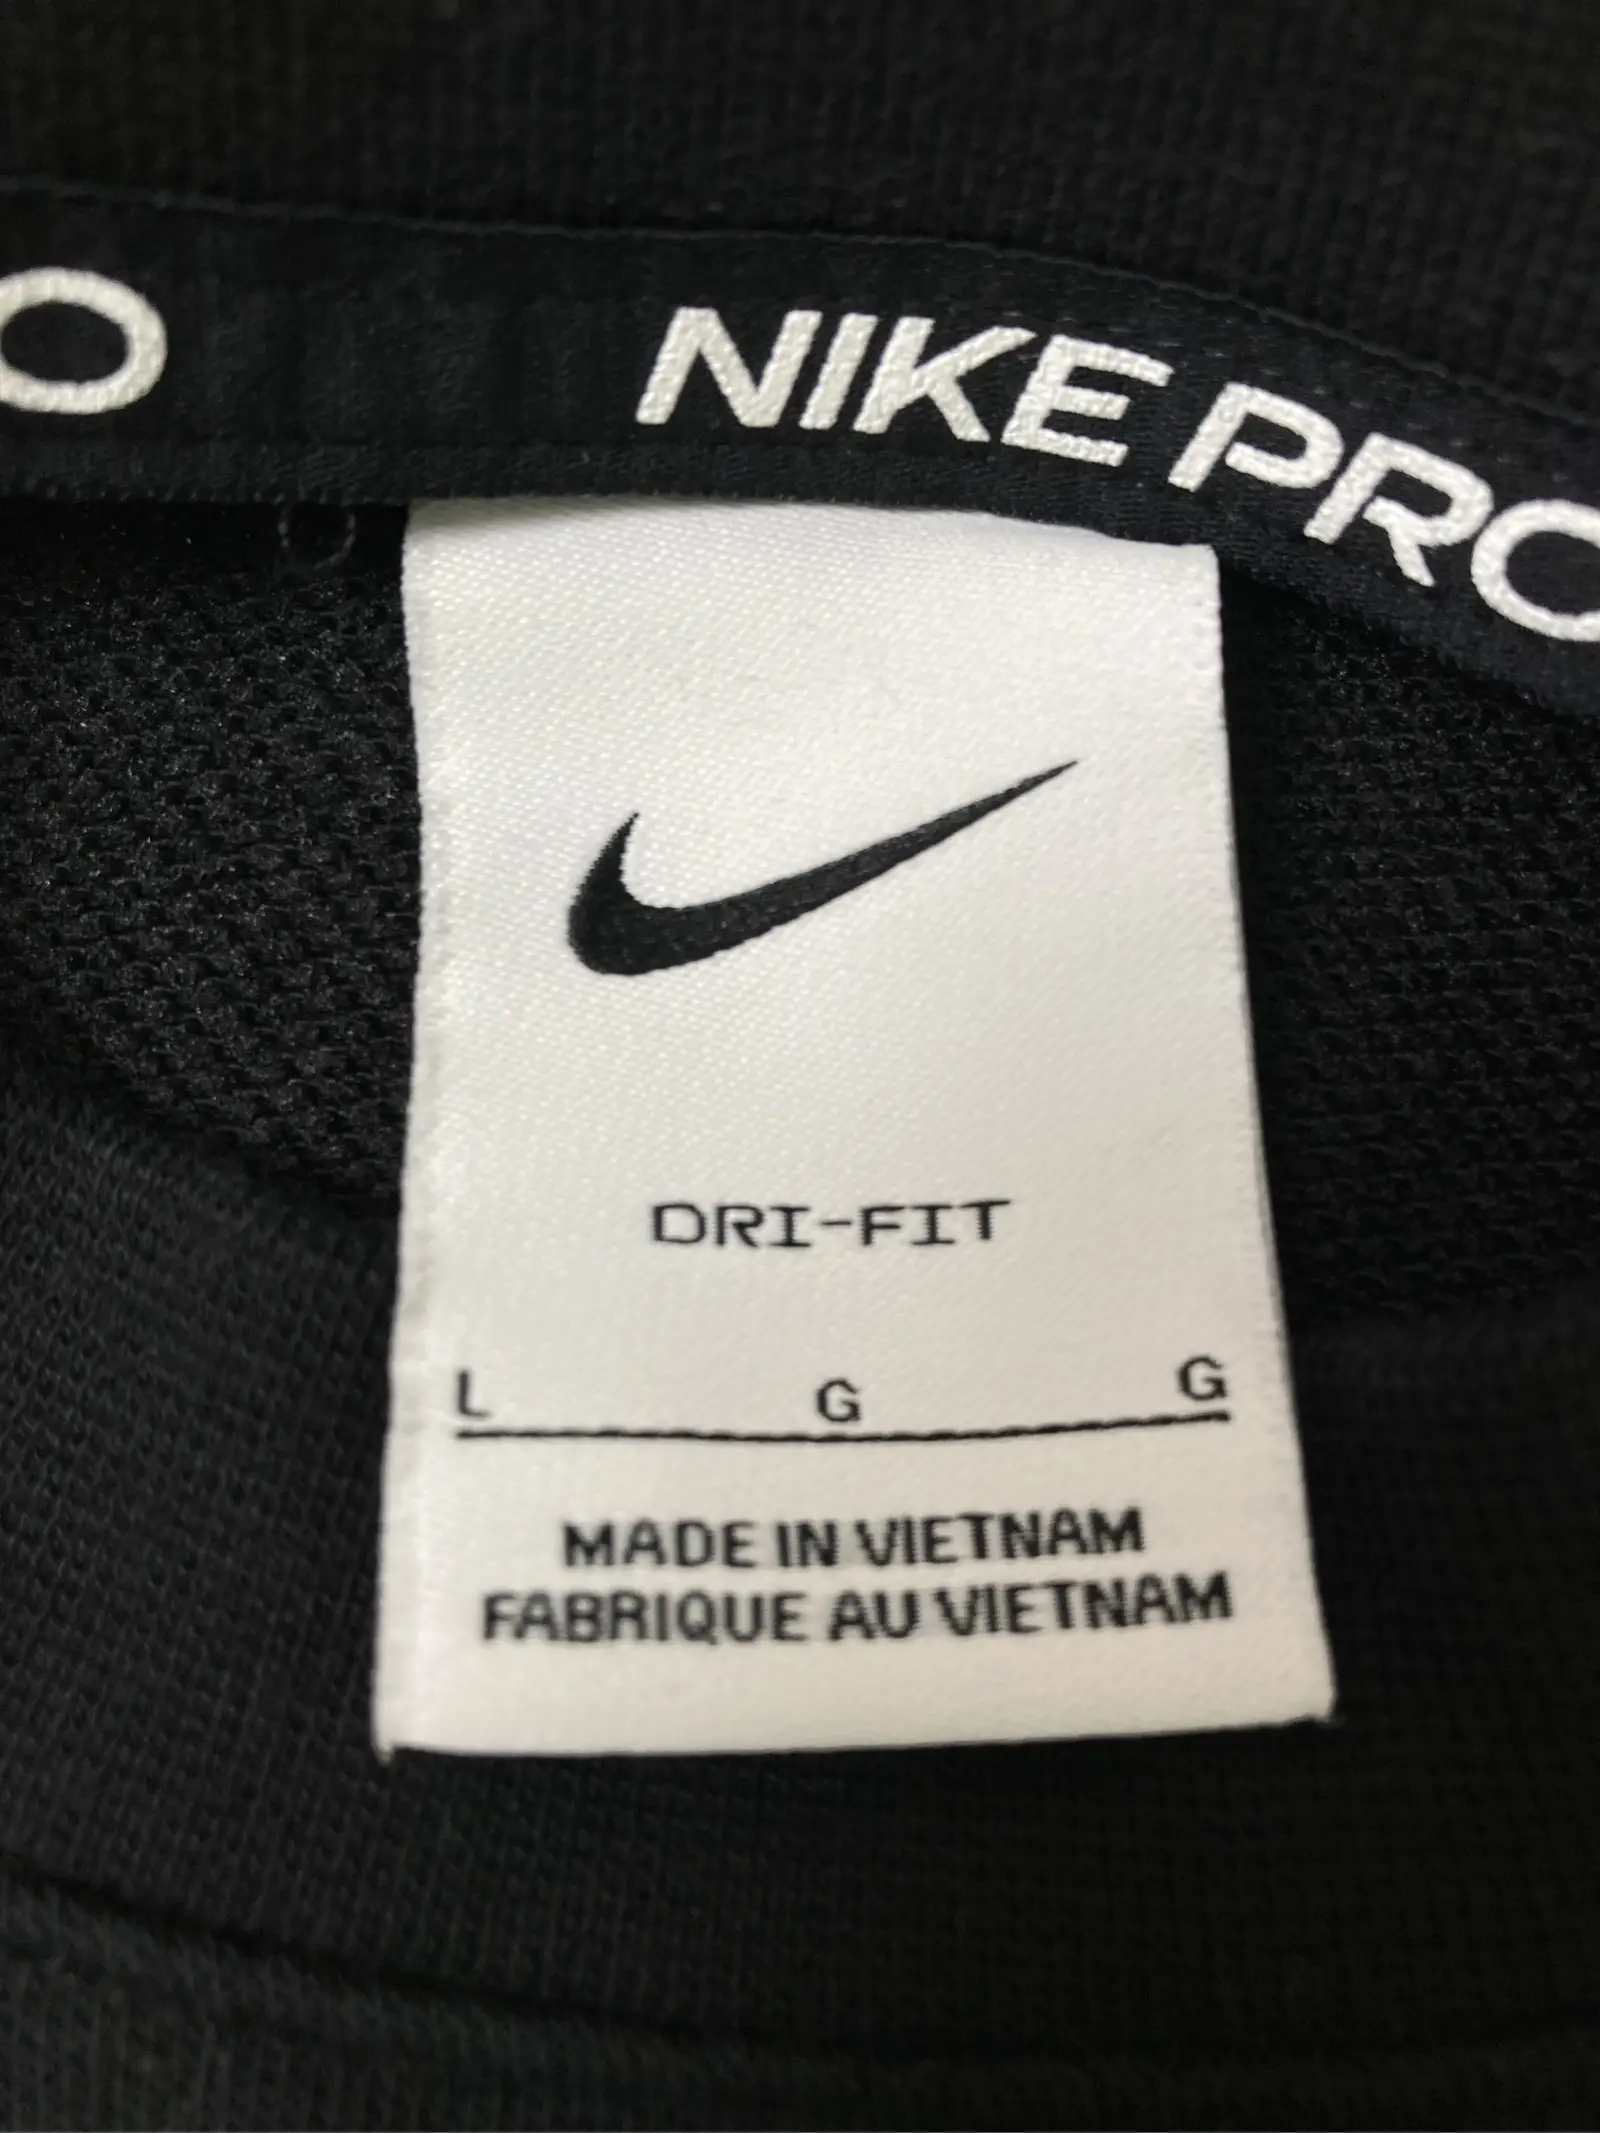 O NIKE PRO
DRI-FIT
L G G
MADE IN VIETNAM
FABRIQUE AU VIETNAM